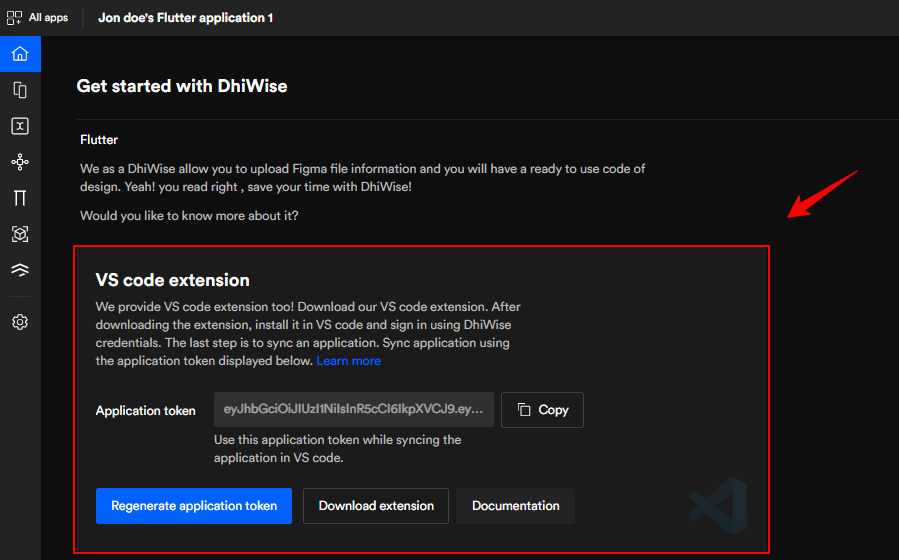 All apps
Jon doe's Flutter application 1
Get started with DhiWise
Flutter
We as a DhiWise allow you to upload Figma file information and you will have a ready to use code of
design. Yeah! you read right , save your time with DhiWise!
Would you like to know more about it?
VS code extension
We provide VS code extension too! Download our VS code extension. After
downloading the extension, install it in VS code and sign in using DhiWise
credentials. The last step is to sync an application. Sync application using
the application token displayed below. Learn more
Application token
eyJhbGciOiJIUzI1NiIsInR5cCI6IkpXVCJ9.ey...
Copy
Use this application token while syncing the
application in VS code.
Regenerate application token
Download extension
Documentation